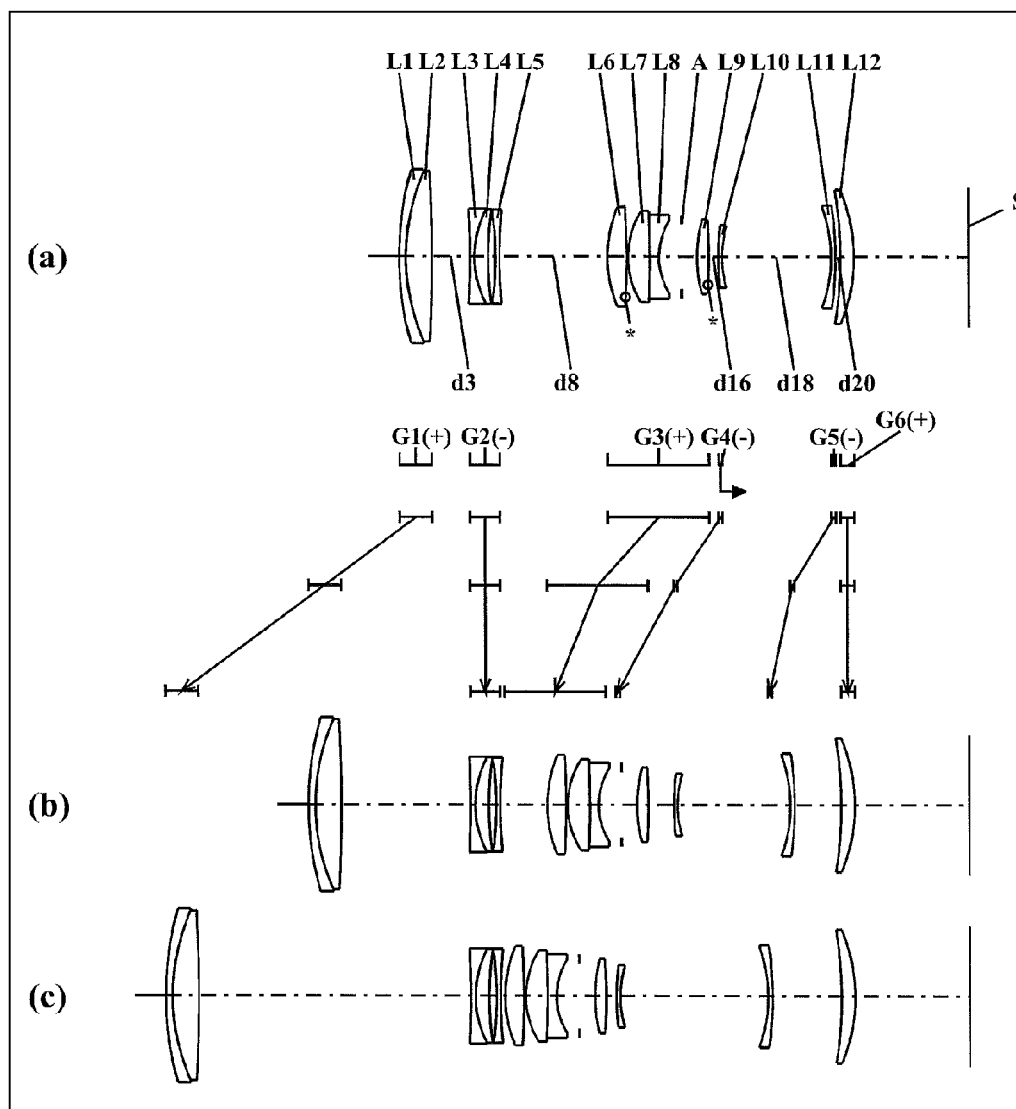 L1 L2 L3 L4 L5 L6 L7 L8 A L9 L10 L11 L12
S
(a)
* *
d3 d8 d16 d18 d20
G6(+)
G1(+) G2(-) G3(+) G4(-) G5(-)
(b)
(c)